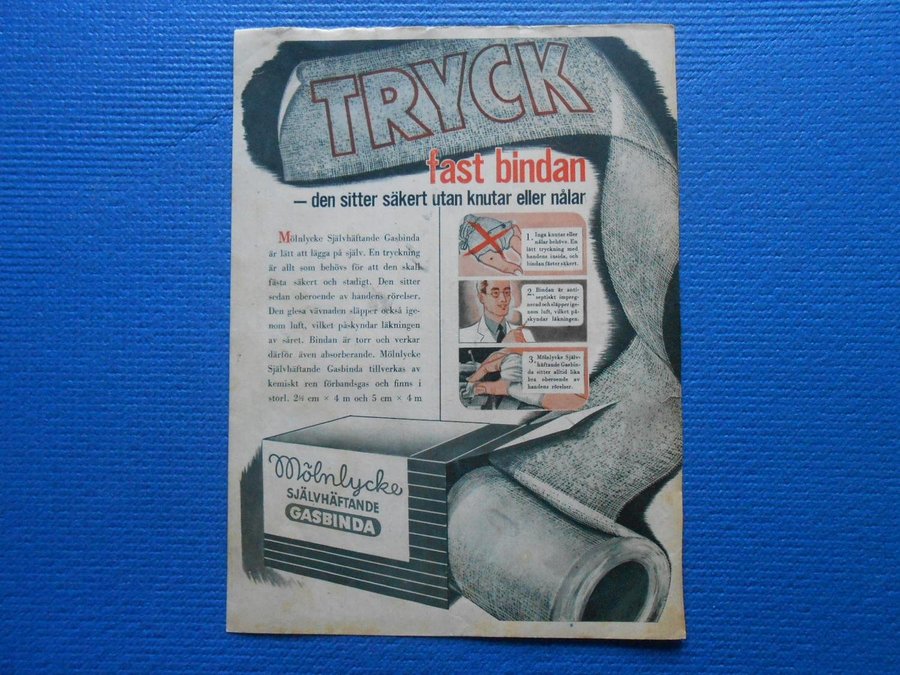 TRYCK
fast bindan
— den sitter säkert utan knutar eller nålar
Mölnlycke Självhäftande Gasbinda
är lätt att lägga på själv. En tryckning
är allt som behövs för att den skall
fästa säkert och stadigt. Den sitter
sedan oberoende av handens rörelser.
Den glesa vävnaden släpper också ige-
nom luft, vilket påskyndar läkningen
av såret. Bindan är torr och verkar
därför även absorberande. Mölnlycke
Självhäftande Gasbinda tillverkas av
kemiskt ren förbandsgas och finns i
storl. 2½ cm × 4 m och 5 cm × 4 m
1. Inga knutar eller
nålar behövs. En
lätt tryckning med
handens insida, och
bindan fäster säkert.
2. Bindan är anti-
septiskt impreg-
nerad och släpper ige-
nom luft, vilket på-
skyndar läkningen.
3. Mölnlycke Själv-
häftande Gasbin-
da sitter alltid lika
bra oberoende av
handens rörelser.
Mölnlycke
SJÄLVHÄFTANDE
GASBINDA